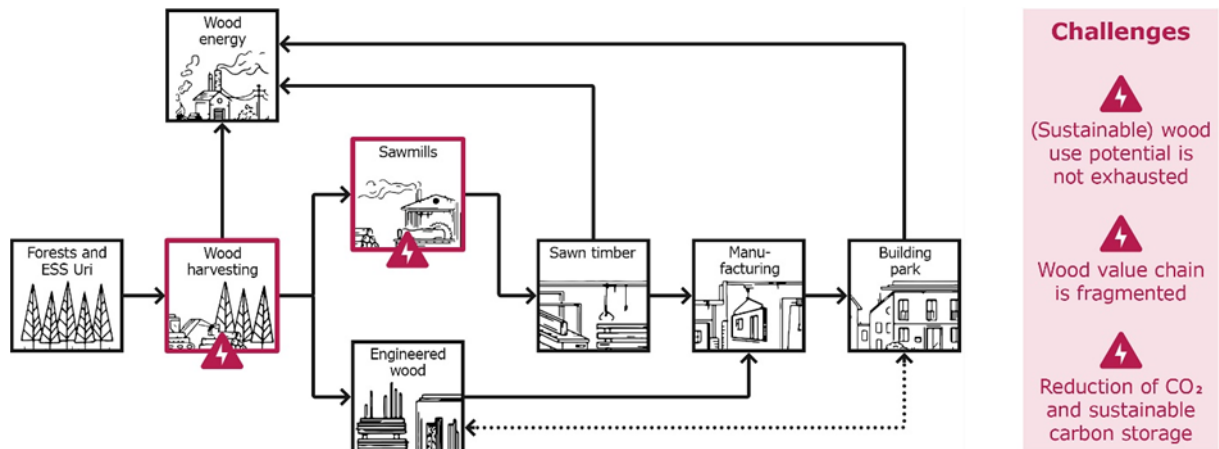 Wood
energy
Sawmills
Forests and
ESS Uri
Wood
harvesting
Sawn timber
Manu-
facturing
Building
park
Engineered
wood
Challenges
(Sustainable) wood
use potential is
not exhausted
Wood value chain
is fragmented
Reduction of CO₂
and sustainable
carbon storage